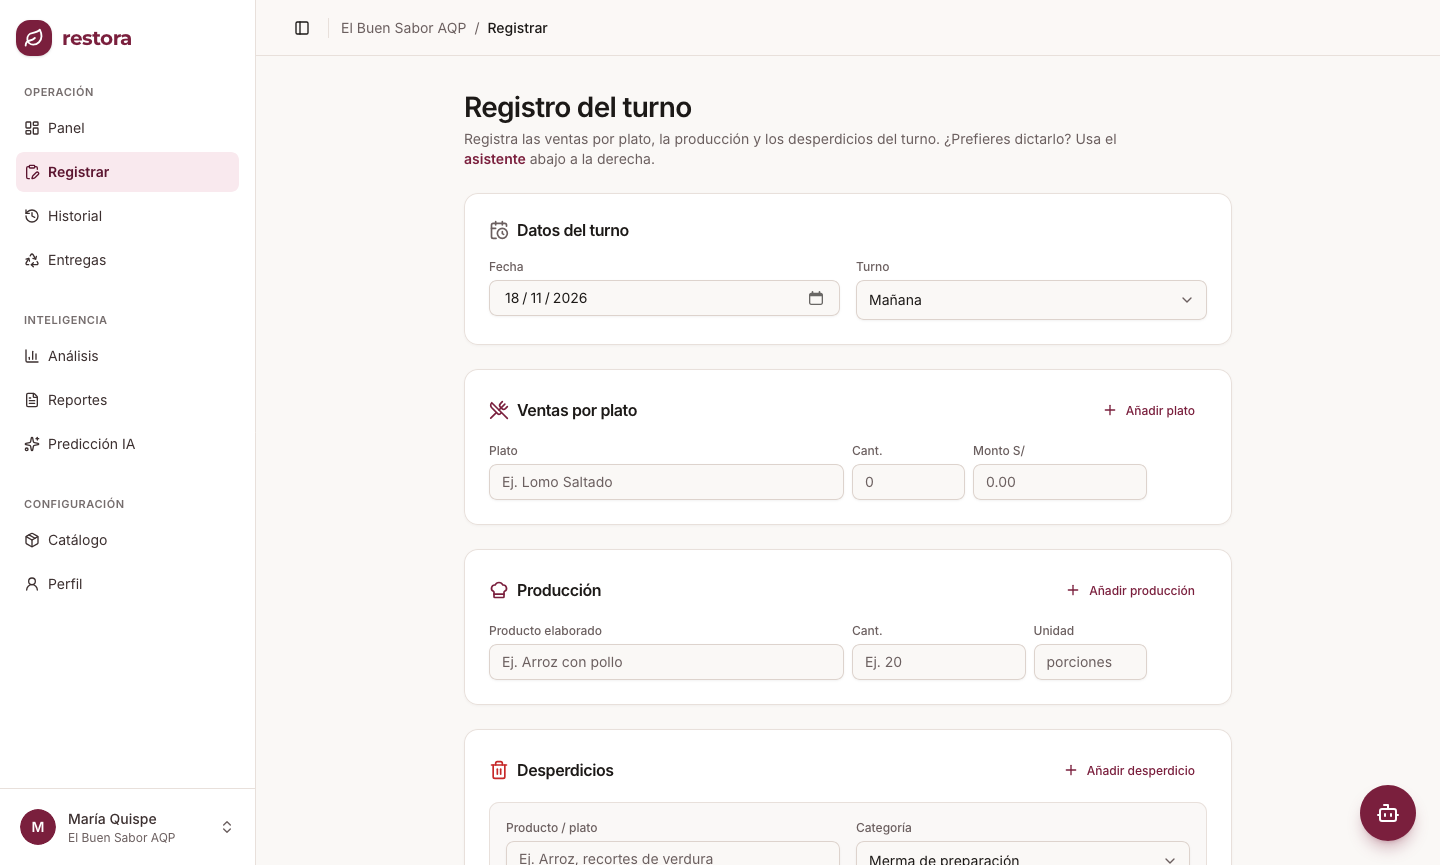 restora
OPERACIÓN
Panel
Registrar
Historial
Entregas
INTELIGENCIA
Análisis
Reportes
Predicción IA
CONFIGURACIÓN
Catálogo
Perfil
M
María Quispe
El Buen Sabor AQP
El Buen Sabor AQP / Registrar
Registro del turno
Registra las ventas por plato, la producción y los desperdicios del turno. ¿Prefieres dictarlo? Usa el
asistente abajo a la derecha.
Datos del turno
Fecha
Turno
18 / 11 / 2026
Mañana
Ventas por plato
Añadir plato
Plato
Cant.
Monto S/
Ej. Lomo Saltado
0
0.00
Producción
Añadir producción
Producto elaborado
Cant.
Unidad
Ej. Arroz con pollo
Ej. 20
porciones
Desperdicios
Añadir desperdicio
Producto / plato
Categoría
Ej. Arroz, recortes de verdura
Merma de preparación